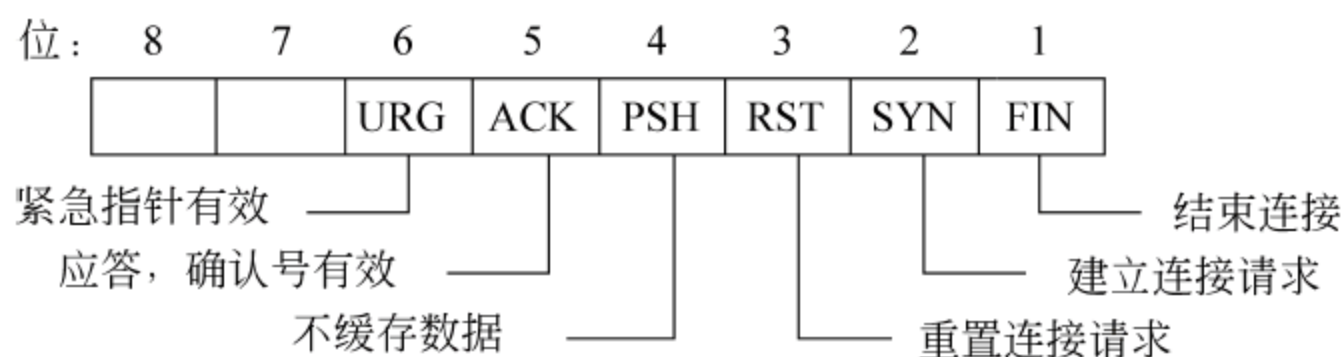 位： 8 7 6 5 4 3 2 1
URG ACK PSH RST SYN FIN
紧急指针有效 结束连接
应答，确认号有效 建立连接请求
不缓存数据 重置连接请求